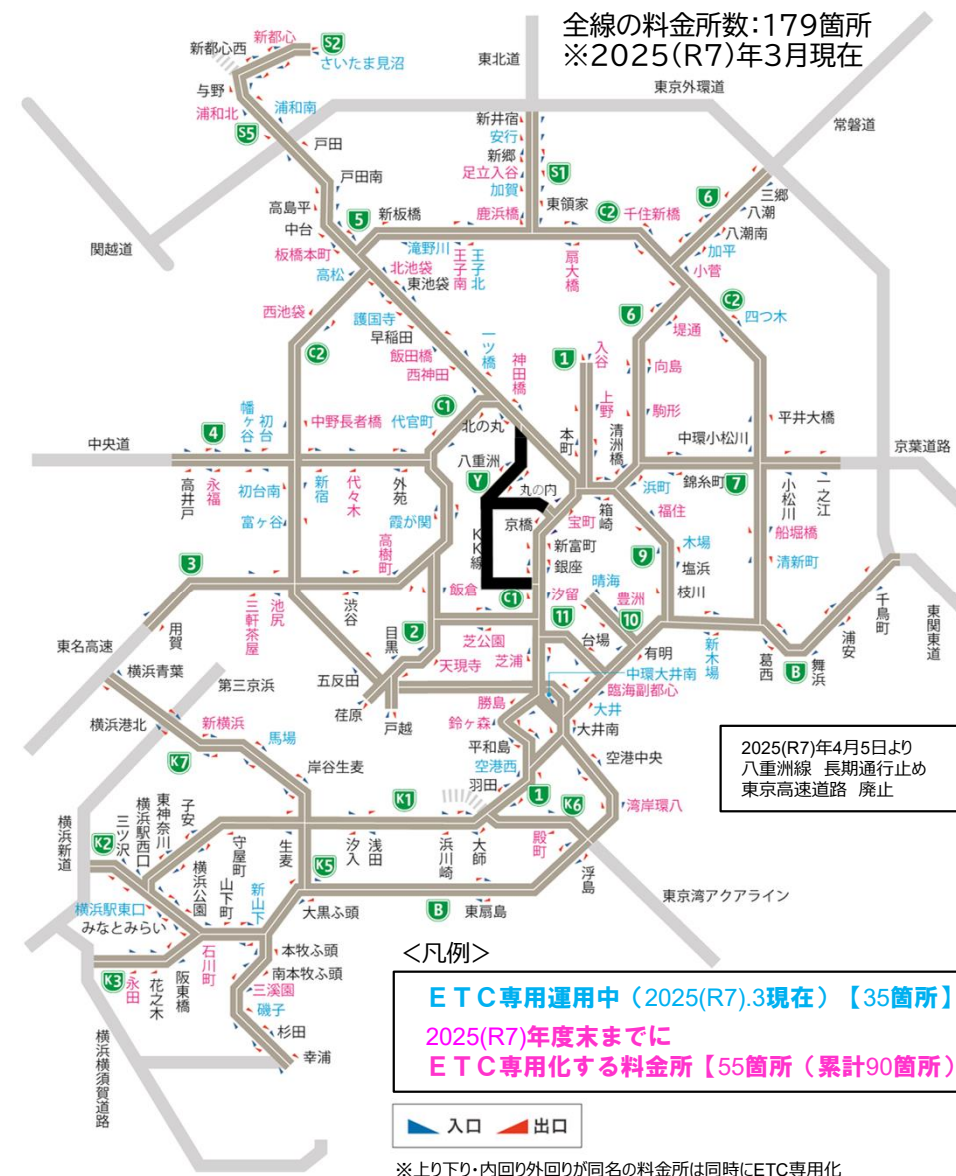 全線の料金所数:179箇所
※2025(R7)年3月現在
新都心
S2
新都心西
さいたま見沼
東北道
東京外環道
与野
浦和南
浦和北
S5
新井宿
安行
常磐道
戸田
新郷
足立入谷
S1
三郷
戸田南
加賀
6
八潮
高島平
5
新板橋
鹿浜橋
東領家
C2
千住新橋
八潮南
中台
関越道
板橋本町
滝野川
王子南
王子北
扇大橋
加平
高松
北池袋
小菅
東池袋
西池袋
護国寺
6
C2
四つ木
早稲田
堤通
C2
飯田橋
一ツ橋
1
入谷
西神田
神田橋
向島
上野
駒形
幡ヶ谷
初台
中野長者橋
代官町
C1
平井大橋
4
北の丸
本町
清洲橋
中環小松川
中央道
八重洲
京葉道路
Y
丸の内
浜町
錦糸町
7
高井戸
永福
初台南
新宿
代々木
外苑
箱崎
小松川
一之江
富ヶ谷
霞が関
京橋
宝町
福住
船堀橋
KK線
新富町
9
木場
高樹町
銀座
塩浜
清新町
3
晴海
飯倉
C1
汐留
豊洲
枝川
用賀
三軒茶屋
池尻
渋谷
11
10
千鳥町
東関東道
目黒
2
芝公園
台場
有明
新木場
浦安
東名高速
天現寺
芝浦
葛西
B
舞浜
横浜青葉
第三京浜
五反田
中環大井南
荏原
戸越
勝島
臨海副都心
大井
横浜港北
新横浜
鈴ヶ森
大井南
馬場
平和島
空港中央
2025(R7)年4月5日より
八重洲線 長期通行止め
東京高速道路 廃止
K7
岸谷生麦
空港西
羽田
K1
1
K6
湾岸環八
横浜新道
K2
三ツ沢
横浜駅西口
東神奈川
子安
守屋町
生麦
K5
汐入
浅田
浜川崎
大師
殿町
浮島
横浜公園
山下町
新山下
東京湾アクアライン
横浜駅東口
大黒ふ頭
B
東扇島
みなとみらい
石川町
本牧ふ頭
K3
永田
花之木
阪東橋
南本牧ふ頭
三溪園
磯子
杉田
幸浦
横浜横須賀道路
＜凡例＞
ETC専用運用中（2025(R7).3現在）【35箇所】
2025(R7)年度末までに
ETC専用化する料金所【55箇所（累計90箇所）
入口 出口
※上り下り・内回り外回りが同名の料金所は同時にETC専用化